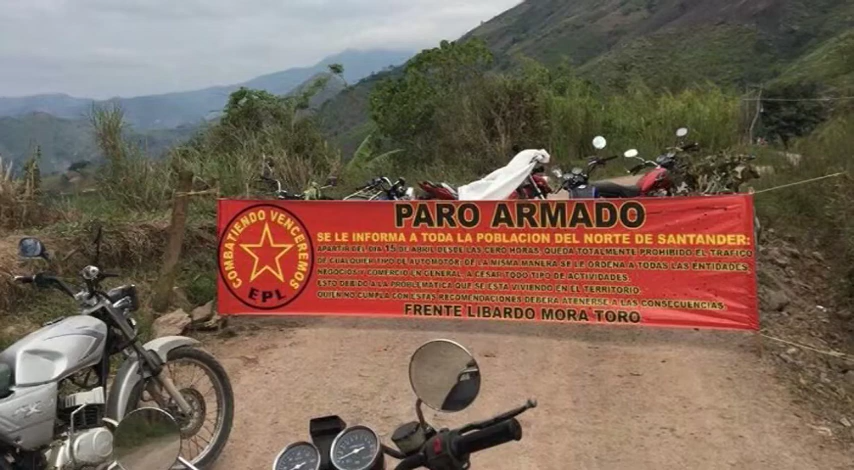 COMBATIENDO VENCEREMOS
EPL
PARO ARMADO
SE LE INFORMA A TODA LA POBLACION DEL NORTE DE SANTANDER:
APARTIR DEL DIA 15 DE ABRIL DESDE LAS CERO HORAS QUEDA TOTALMENTE PROHIBIDO EL TRAFICO
DE CUALQUIER TIPO DE AUTOMOTOR, DE LA MISMA MANERA SE LE ORDENA A TODAS LAS ENTIDADES,
NEGOCIOS Y COMERCIO EN GENERAL, A CESAR TODO TIPO DE ACTIVIDADES.
ESTO DEBIDO A LA PROBLEMATICA QUE SE ESTA VIVIENDO EN EL TERRITORIO.
QUIEN NO CUMPLA CON ESTAS RECOMENDACIONES DEBERA ATENERSE A LAS CONSECUENCIAS.
FRENTE LIBARDO MORA TORO